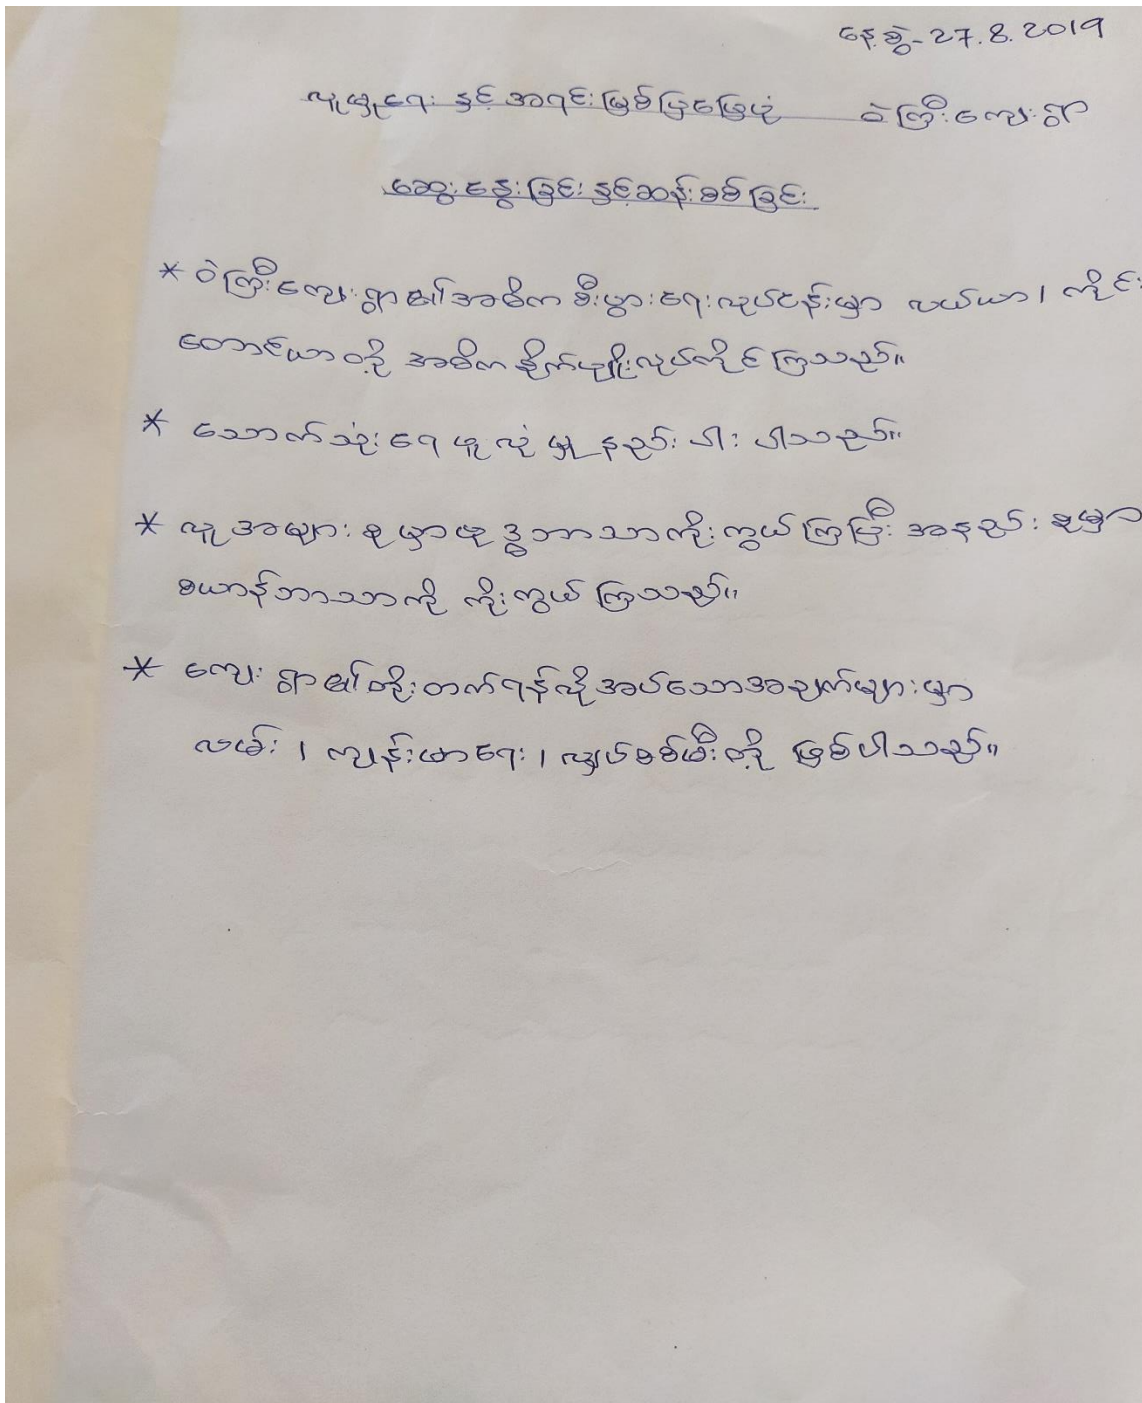 နေ့စွဲ-27.8.2019
လူမှုရေး နှင့် အရင်းမြစ်ပြမြေပုံ ဝဲကြီးကျေးရွာ
ဆွေးနွေးခြင်း နှင့်ဆန်းစစ်ခြင်း
* ဝဲကြီးကျေးရွာ၏အဓိက စီးပွားရေးလုပ်ငန်းမှာ လယ်ယာ၊ ကိုင်း
တောင်ယာတို့ အဓိကစိုက်ပျိုးလုပ်ကိုင်ကြသည်။
* သောက်သုံးရေ ဖူလုံမှု နည်းပါးပါသည်။
* လူအများစုမှာဗုဒ္ဓဘာသာကိုးကွယ်ကြပြီး အနည်းစုမှာ
ခယာန်ဘာသာကို ကိုးကွယ်ကြသည်။
* ကျေးရွာ၏တိုးတက်ရန်လိုအပ်သောအချက်များမှာ
လမ်း၊ ကျန်းမာရေး၊ လျှပ်စစ်မီးတို့ ဖြစ်ပါသည်။